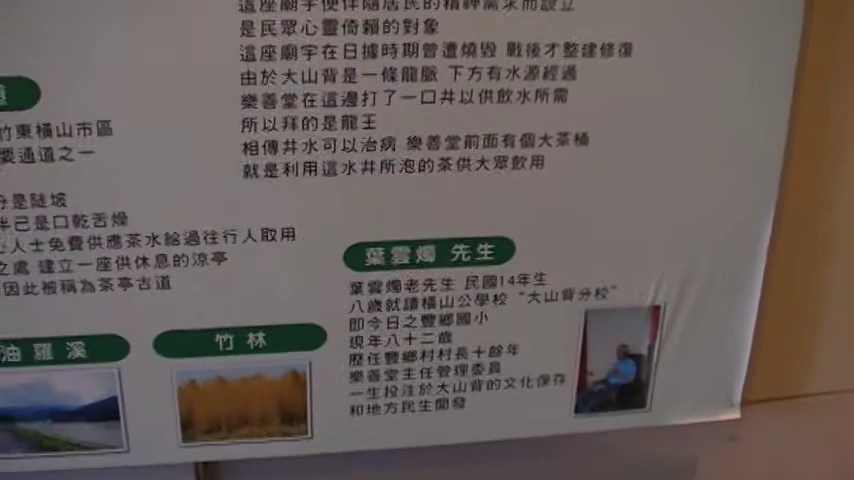 這座廟宇便伴隨居民的精神需求而設立
是民眾心靈倚賴的對象
這座廟宇在日據時期曾遭燒毀 戰後才整建修復
由於大山背是一條龍脈 下方有水源經過
樂善堂在這邊打了一口井以供飲水所需
所以拜的是龍王
相傳井水可以治病 樂善堂前面有個大茶桶
就是利用這水井所泡的茶供大眾飲用
竹東橫山市區
要通道之一
分是陡坡
半己是口乾舌燥
人士免費供應茶水給過往行人取用
之處 建立一座供休息的涼亭
因此被稱為茶亭古道
油羅溪
竹林
葉雲燭 先生
葉雲燭老先生 民國14年生
八歲就讀橫山公學校“大山背分校”
即今日之豐鄉國小
現年八十二歲
歷任豐鄉村村長十餘年
樂善堂主任管理委員
一生投注於大山背的文化保存
和地方民生開發